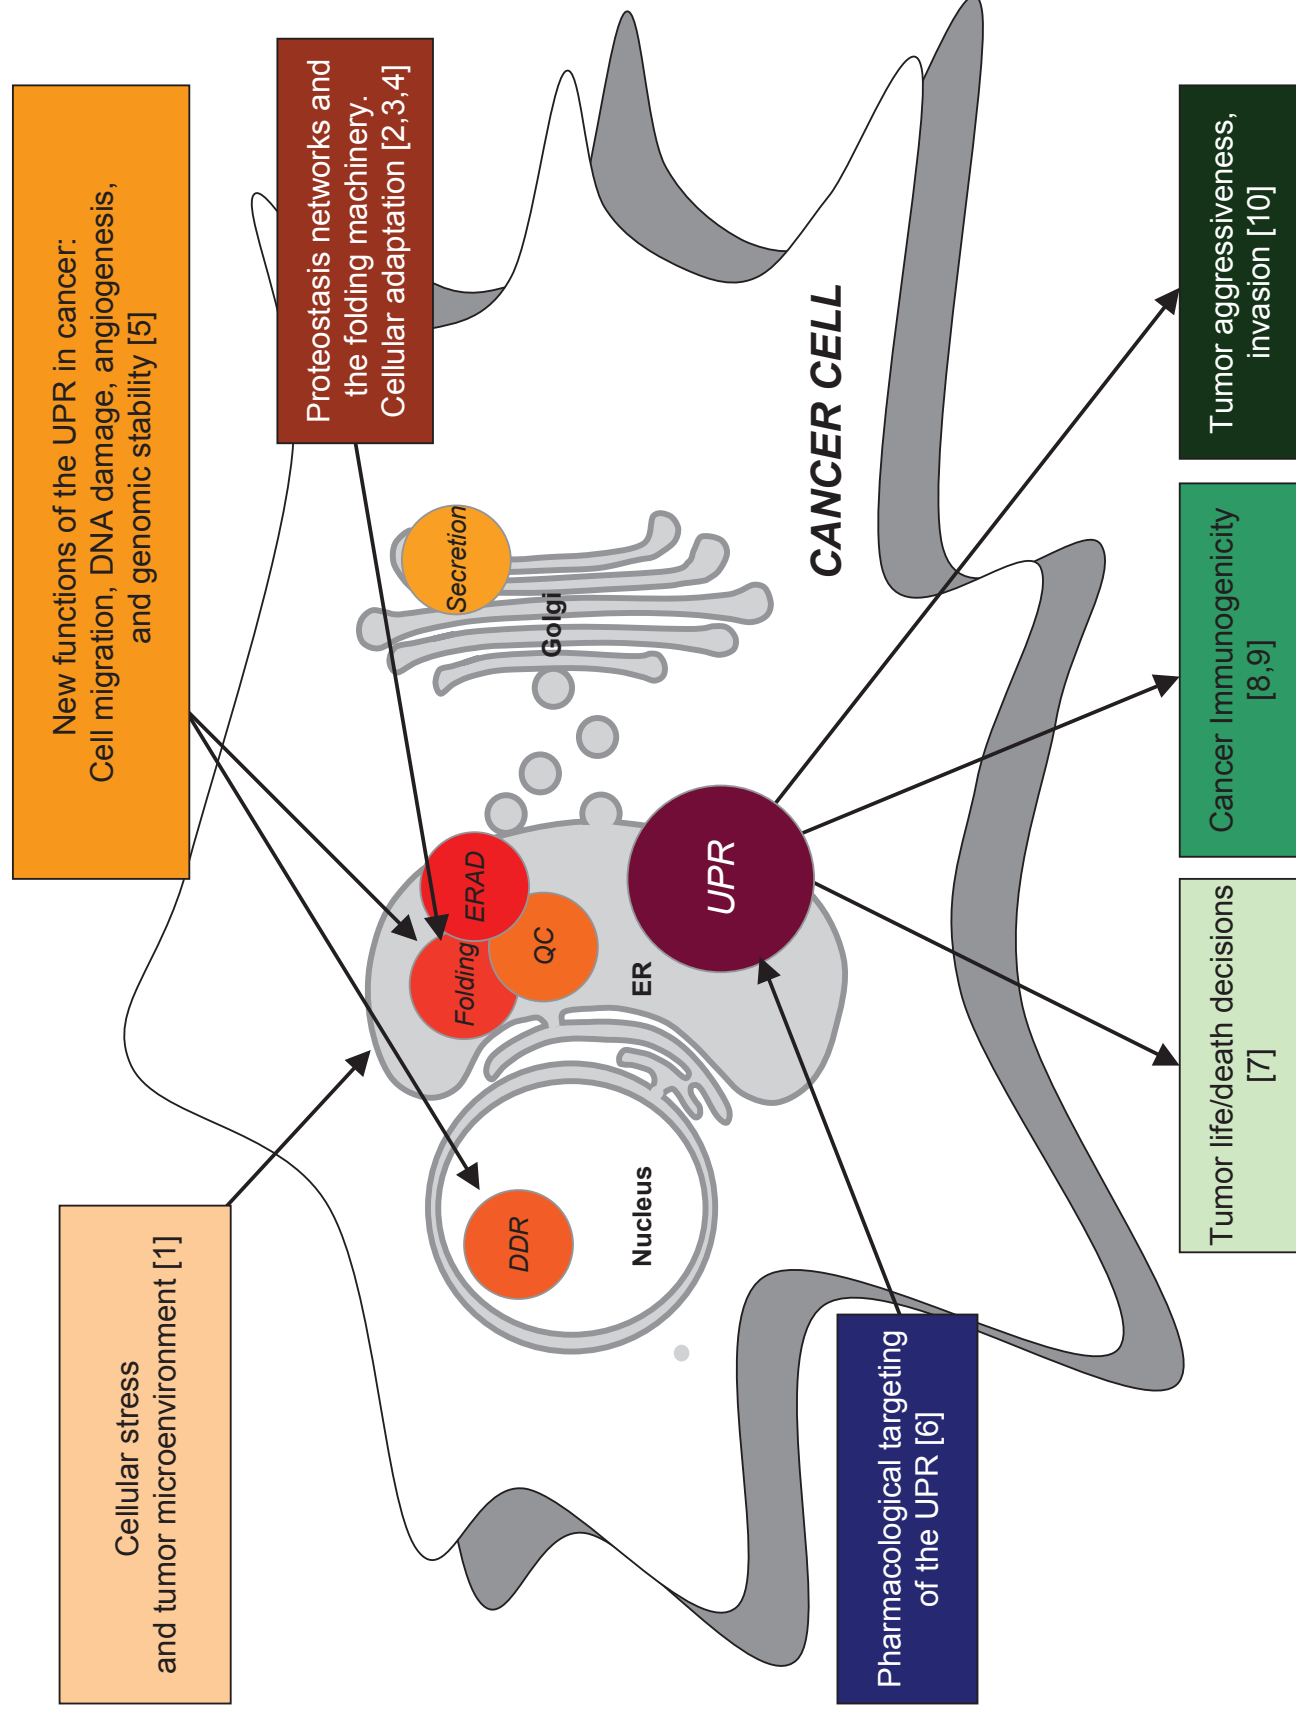 Cellular stress
and tumor microenvironment [1]
New functions of the UPR in cancer:
Cell migration, DNA damage, angiogenesis,
and genomic stability [5]
Proteostasis networks and
the folding machinery.
Cellular adaptation [2,3,4]
DDR
Nucleus
Folding
ERAD
QC
ER
UPR
Secretion
Golgi
CANCER CELL
Pharmacological targeting
of the UPR [6]
Tumor life/death decisions
[7]
Cancer Immunogenicity
[8,9]
Tumor aggressiveness,
invasion [10]